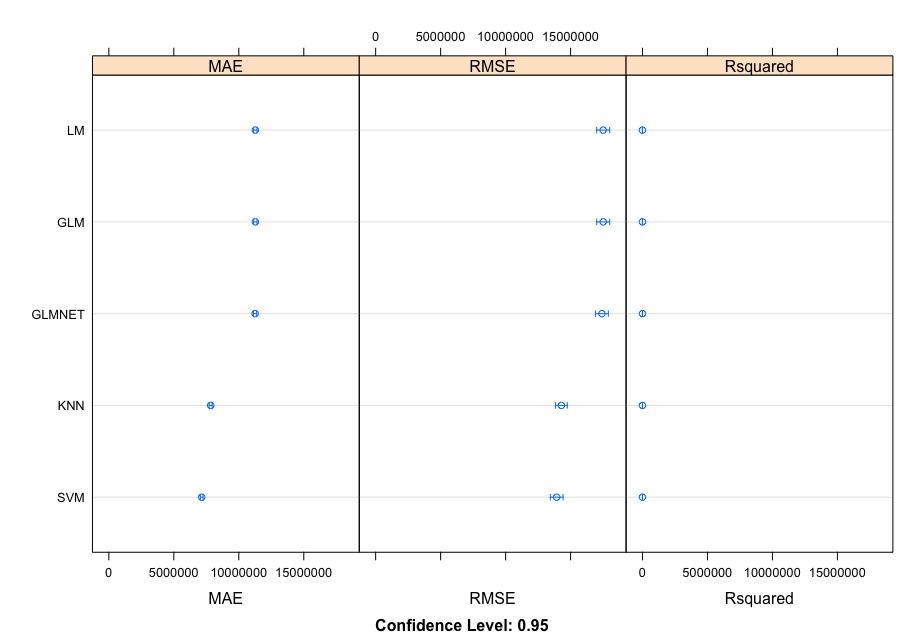 0 5000000 10000000 15000000
MAE RMSE Rsquared
LM
GLM
GLMNET
KNN
SVM
0 5000000 10000000 15000000 0 5000000 10000000 15000000
MAE RMSE Rsquared
Confidence Level: 0.95